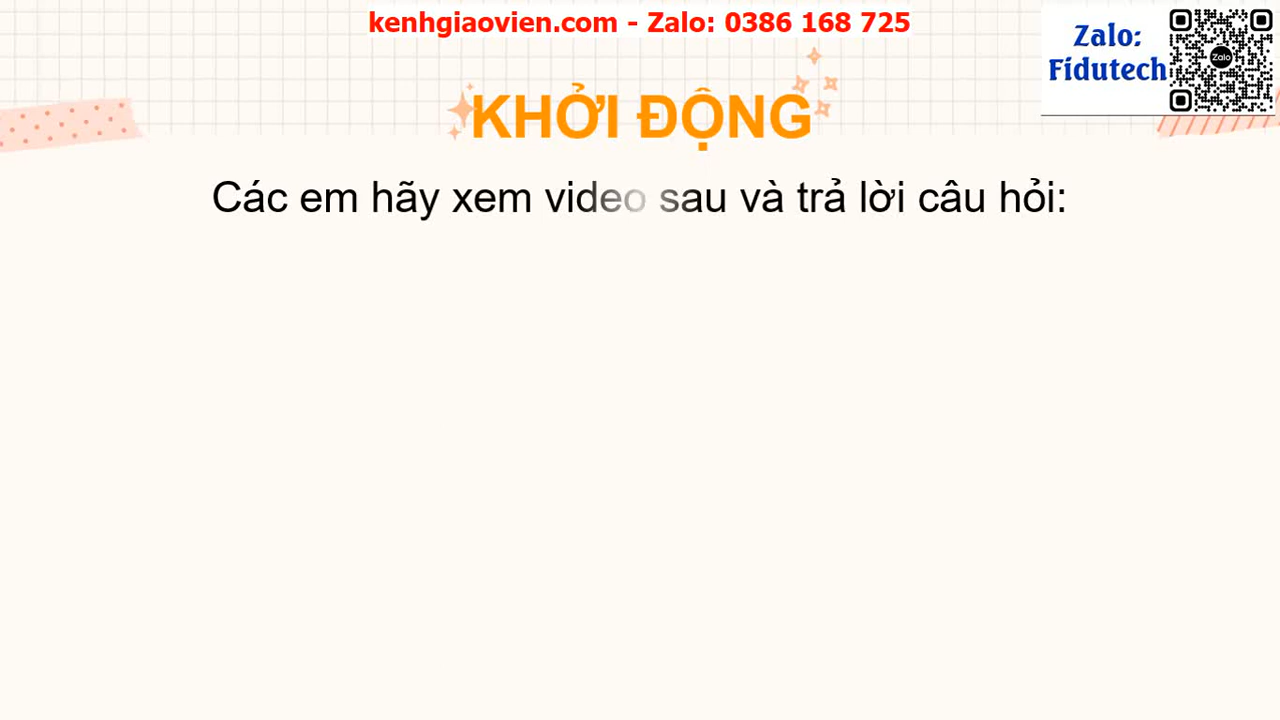 kenhgiaovien.com - Zalo: 0386 168 725
Zalo:
Fidutech
Zalo
KHỞI ĐỘNG
Các em hãy xem video sau và trả lời câu hỏi: